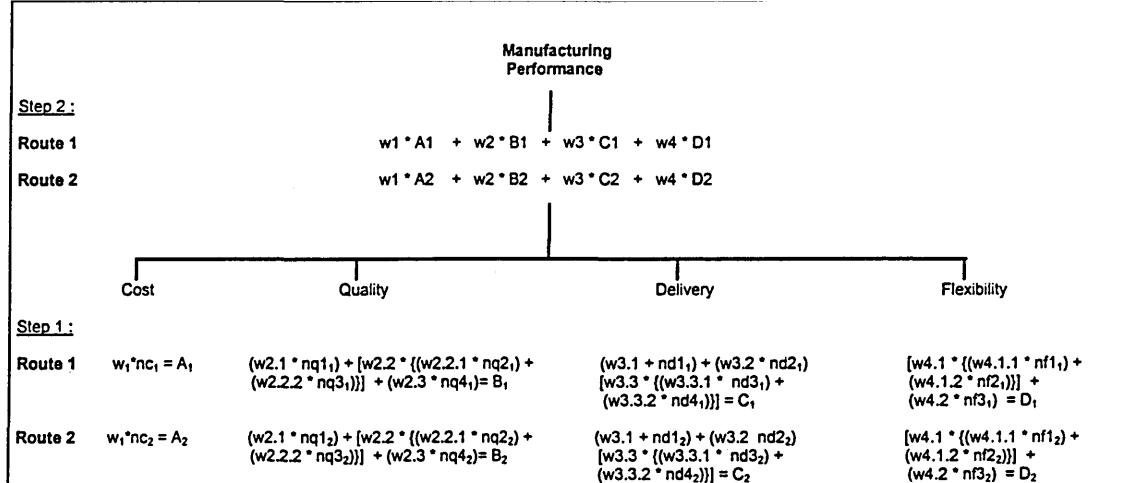 Manufacturing
Performance
Step 2 :
Route 1 w1 * A1 + w2 * B1 + w3 * C1 + w4 * D1
Route 2 w1 * A2 + w2 * B2 + w3 * C2 + w4 * D2
Cost Quality Delivery Flexibility
Step 1 :
Route 1 w₁*nc₁ = A₁ (w2.1 * nq1₁) + [w2.2 * {(w2.2.1 * nq2₁) + (w3.1 + nd1₁) + (w3.2 * nd2₁) [w4.1 * {(w4.1.1 * nf1₁) +
(w2.2.2 * nq3₁)}] + (w2.3 * nq4₁)= B₁ [w3.3 * {(w3.3.1 * nd3₁) + (w4.1.2 * nf2₁)}] +
(w3.3.2 * nd4₁)}] = C₁ (w4.2 * nf3₁) = D₁
Route 2 w₁*nc₂ = A₂ (w2.1 * nq1₂) + [w2.2 * {(w2.2.1 * nq2₂) + (w3.1 + nd1₂) + (w3.2 nd2₂) [w4.1 * {(w4.1.1 * nf1₂) +
(w2.2.2 * nq3₂)}] + (w2.3 * nq4₂)= B₂ [w3.3 * {(w3.3.1 * nd3₂) + (w4.1.2 * nf2₂)}] +
(w3.3.2 * nd4₂)}] = C₂ (w4.2 * nf3₂) = D₂